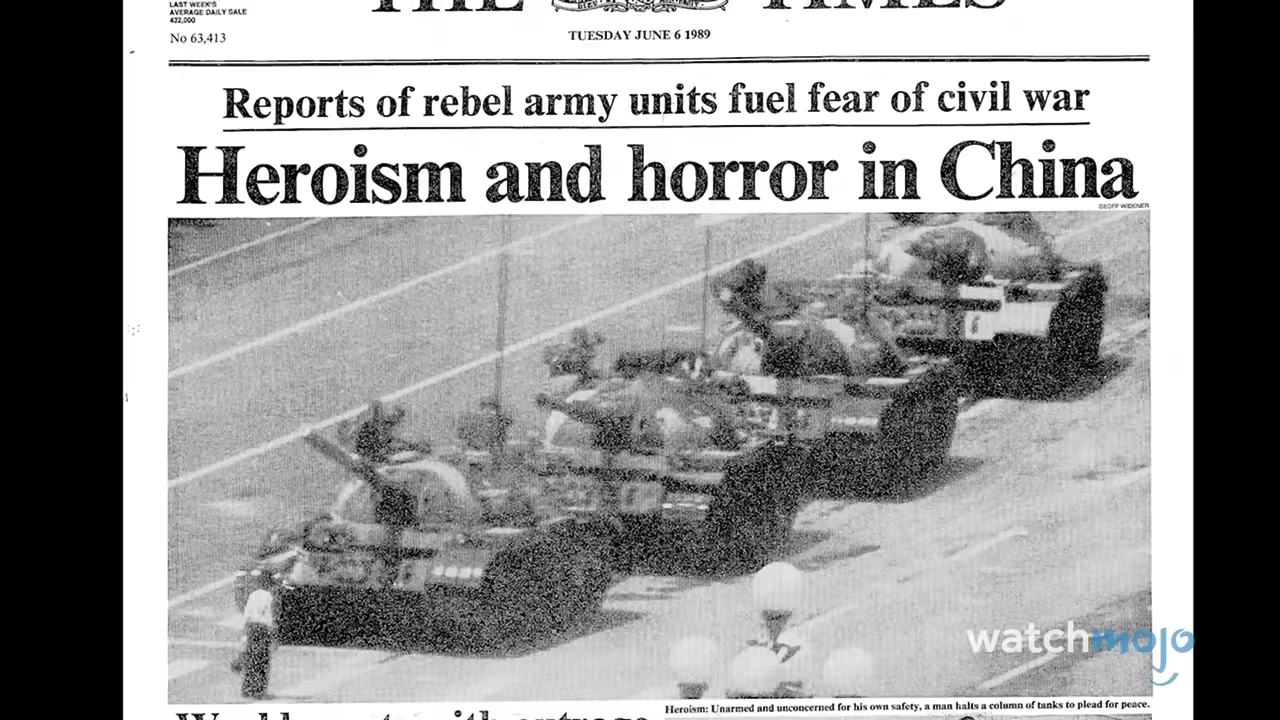 LAST WEEK'S
AVERAGE DAILY SALE
432,000
No 63,413
THE TIMES
TUESDAY JUNE 6 1989
Reports of rebel army units fuel fear of civil war
Heroism and horror in China
GEOFF WIDENER
watchmojo
Heroism: Unarmed and unconcerned for his own safety, a man halts a column of tanks to plead for peace.